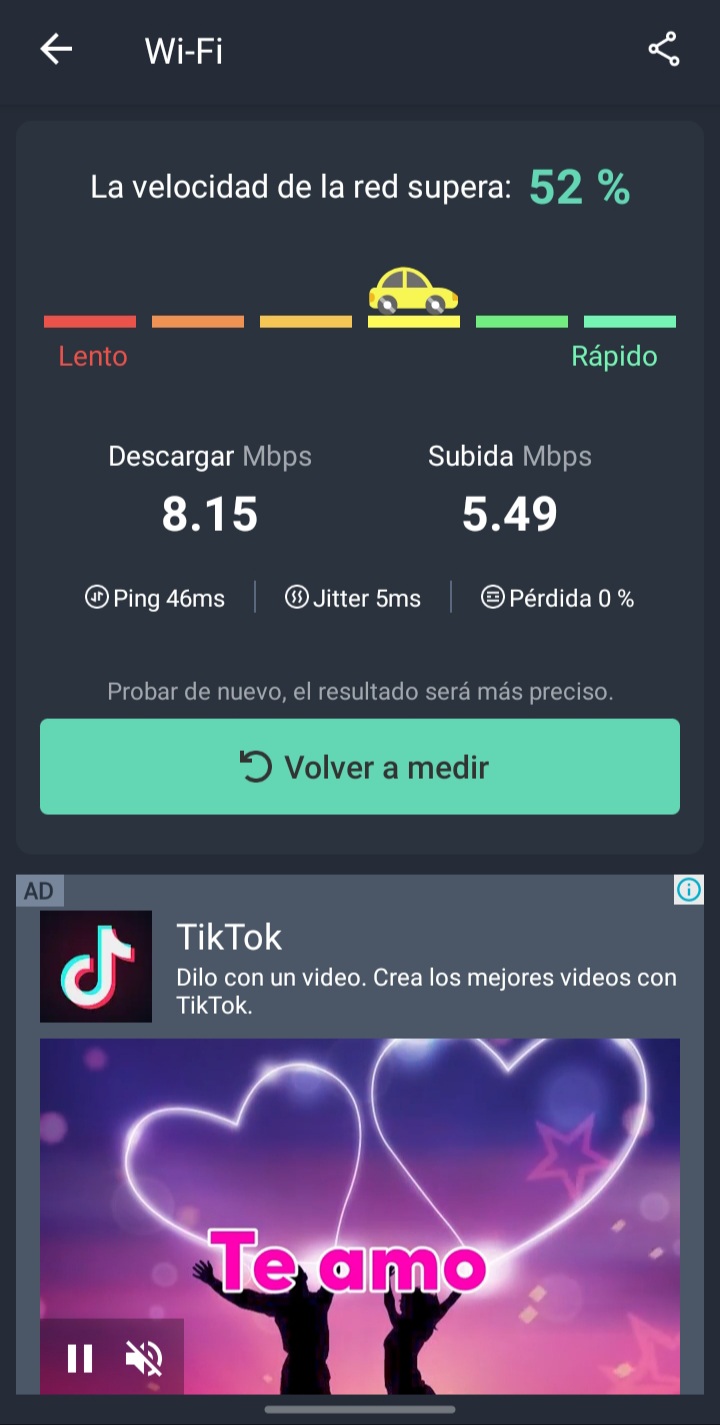 Wi-Fi
La velocidad de la red supera: 52 %
Lento
Rápido
Descargar Mbps
Subida Mbps
8.15
5.49
Ping 46ms
Jitter 5ms
Pérdida 0 %
Probar de nuevo, el resultado será más preciso.
Volver a medir
AD
TikTok
Dilo con un video. Crea los mejores videos con
TikTok.
Te amo